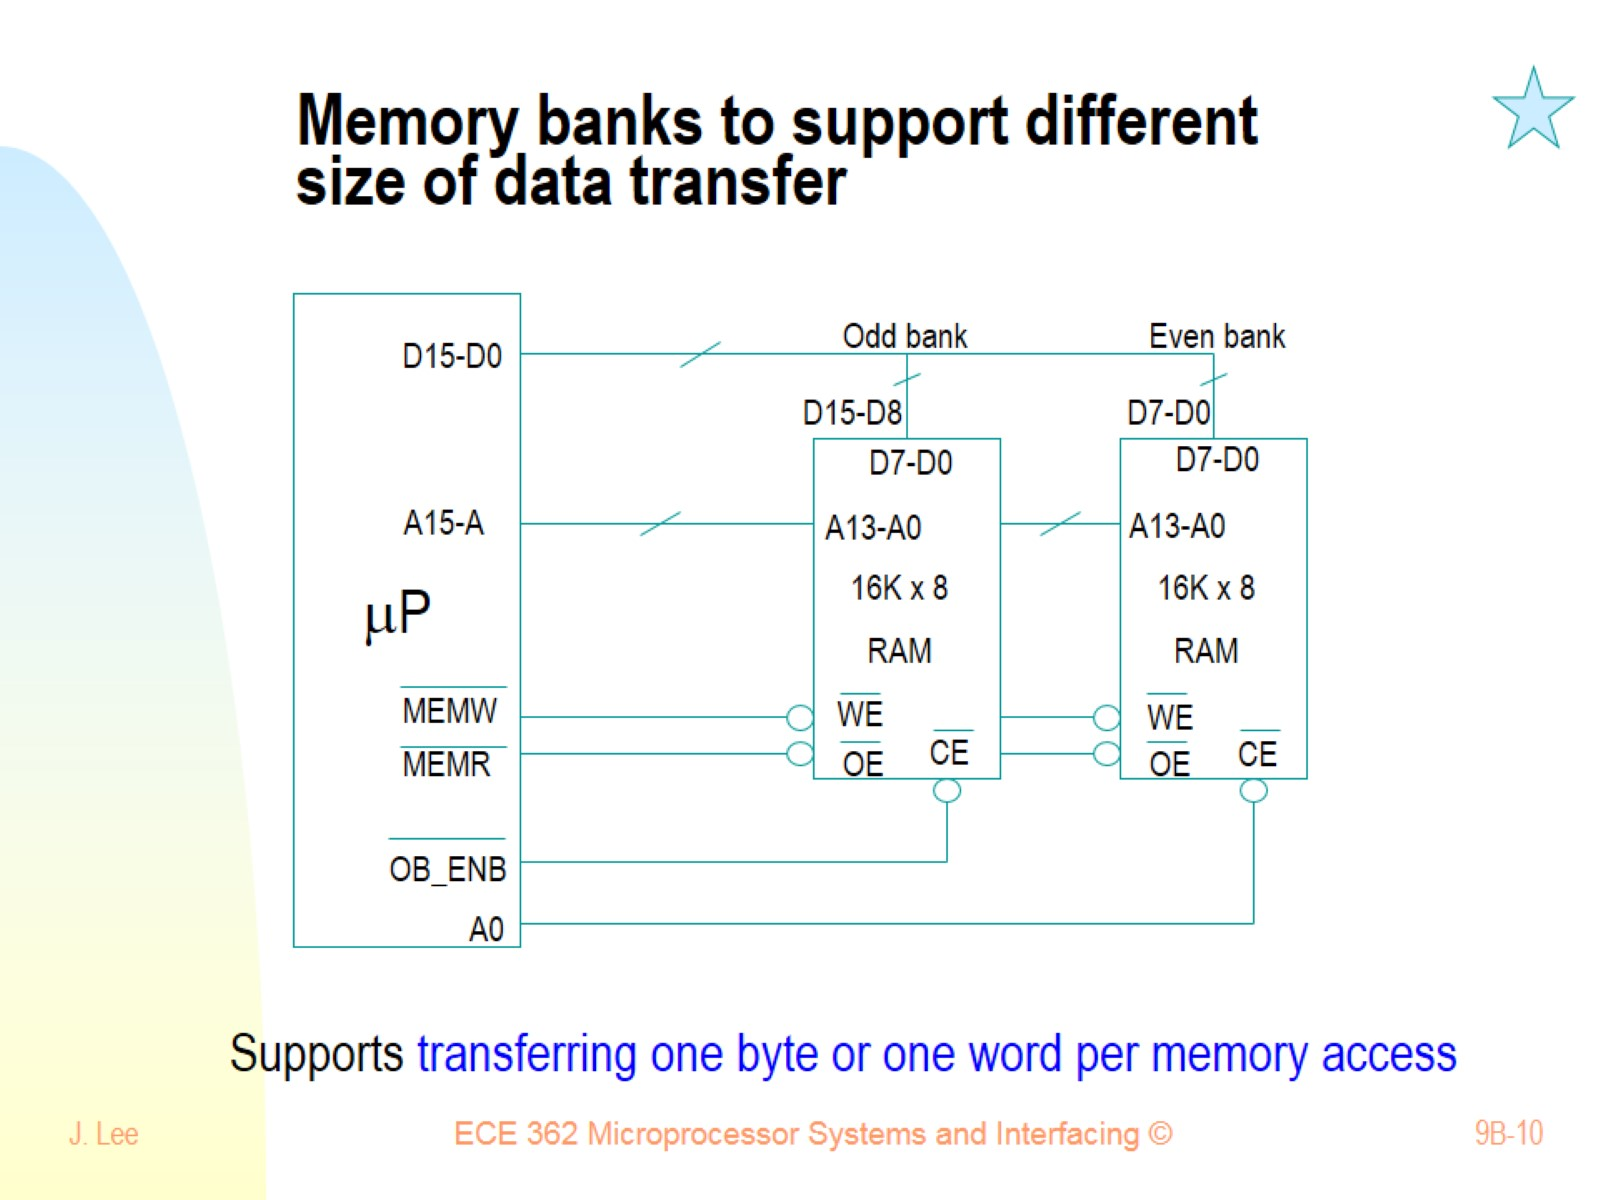 Memory banks to support different
size of data transfer
Odd bank
Even bank
D15-D0
D15-D8
D7-D0
D7-D0
D7-D0
A15-A
A13-A0
A13-A0
16K x 8
16K x 8
μP
RAM
RAM
MEMW
WE
WE
MEMR
OE
CE
OE
CE
OB_ENB
A0
Supports transferring one byte or one word per memory access
J. Lee
ECE 362 Microprocessor Systems and Interfacing ©
9B-10